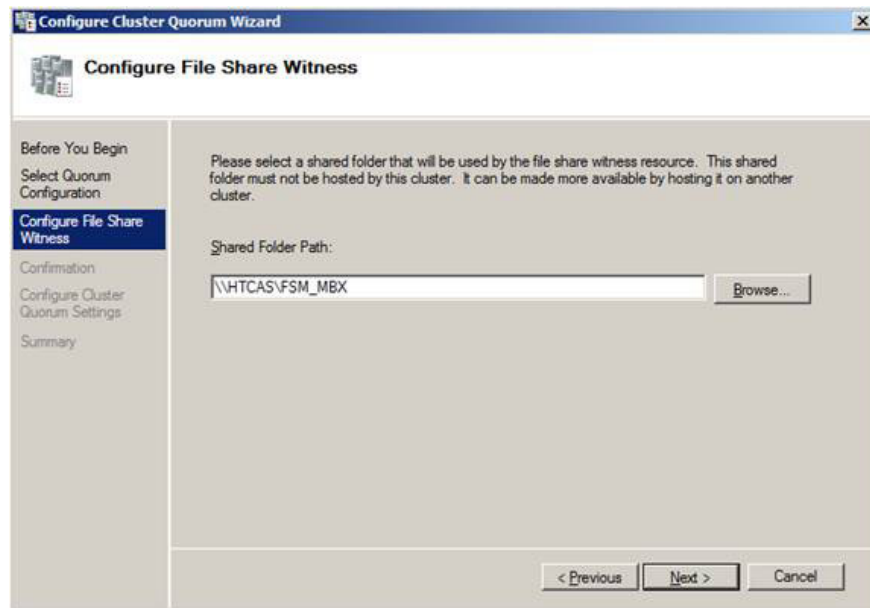 Configure Cluster Quorum Wizard
Configure File Share Witness
Before You Begin
Select Quorum
Configuration
Configure File Share
Witness
Confirmation
Configure Cluster
Quorum Settings
Summary
Please select a shared folder that will be used by the file share witness resource. This shared
folder must not be hosted by this cluster. It can be made more available by hosting it on another
cluster.
Shared Folder Path:
\\HTCAS\FSM_MBX
Browse...
< Previous
Next >
Cancel